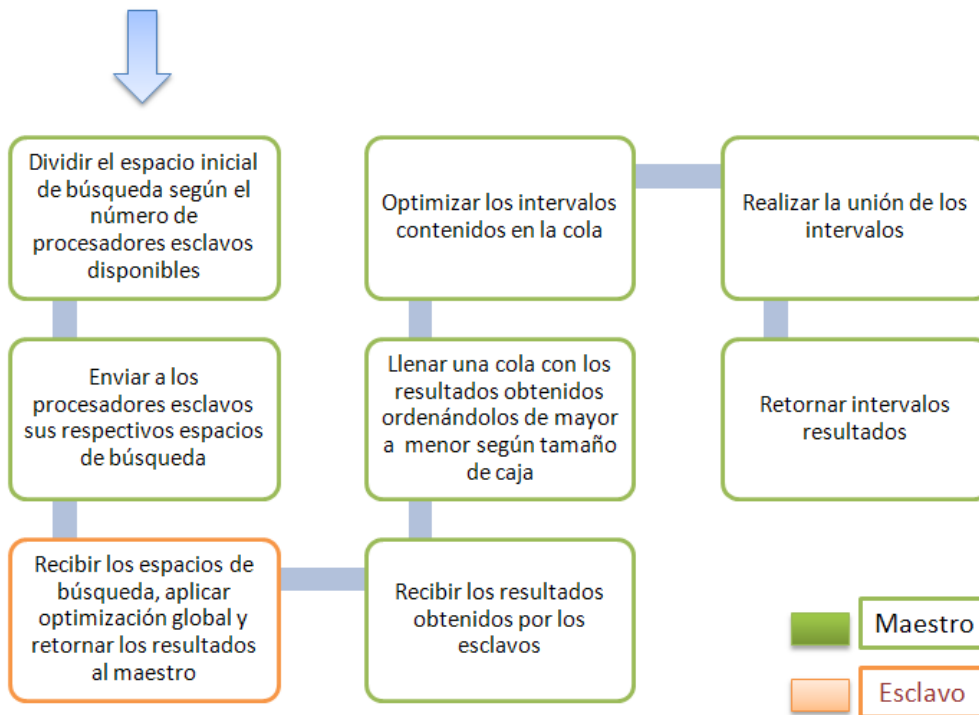 Dividir el espacio inicial
de búsqueda según el
número de
procesadores esclavos
disponibles
Enviar a los
procesadores esclavos
sus respectivos espacios
de búsqueda
Recibir los espacios de
búsqueda, aplicar
optimización global y
retornar los resultados
al maestro
Recibir los resultados
obtenidos por los
esclavos
Llenar una cola con los
resultados obtenidos
ordenándolos de mayor
a menor según tamaño
de caja
Optimizar los intervalos
contenidos en la cola
Realizar la unión de los
intervalos
Retornar intervalos
resultados
Maestro
Esclavo